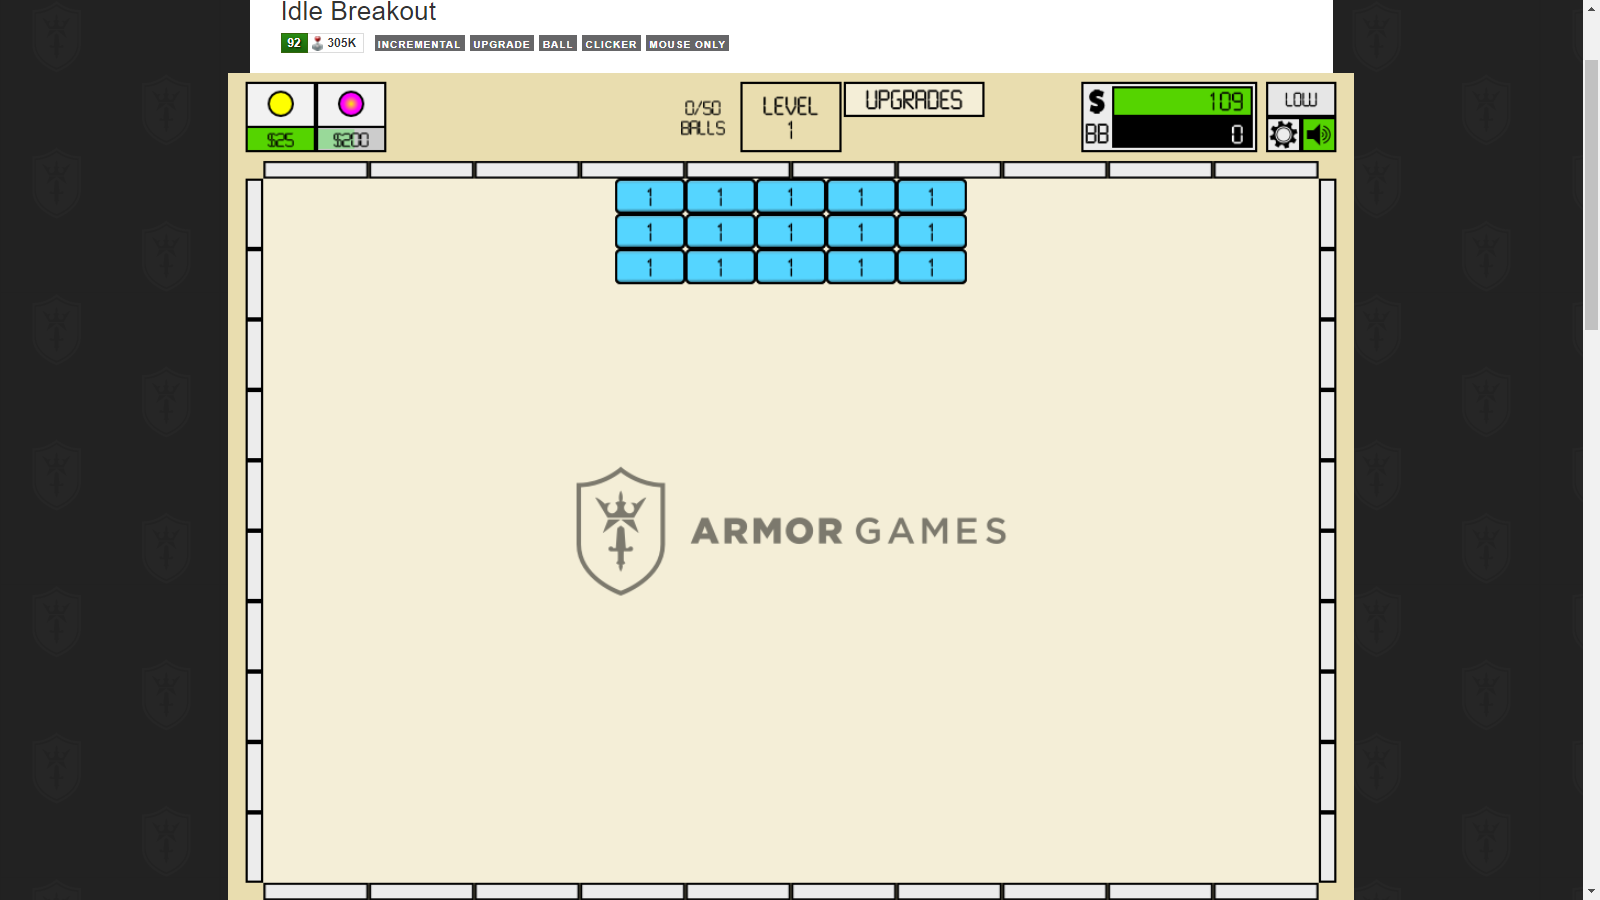 Idle Breakout
92 305K INCREMENTAL UPGRADE BALL CLICKER MOUSE ONLY
$25 $200
0/50
BALLS
LEVEL
1
UPGRADES
$ 109
BB 0
LOW
1 1 1 1 1
1 1 1 1 1
1 1 1 1 1
ARMOR GAMES